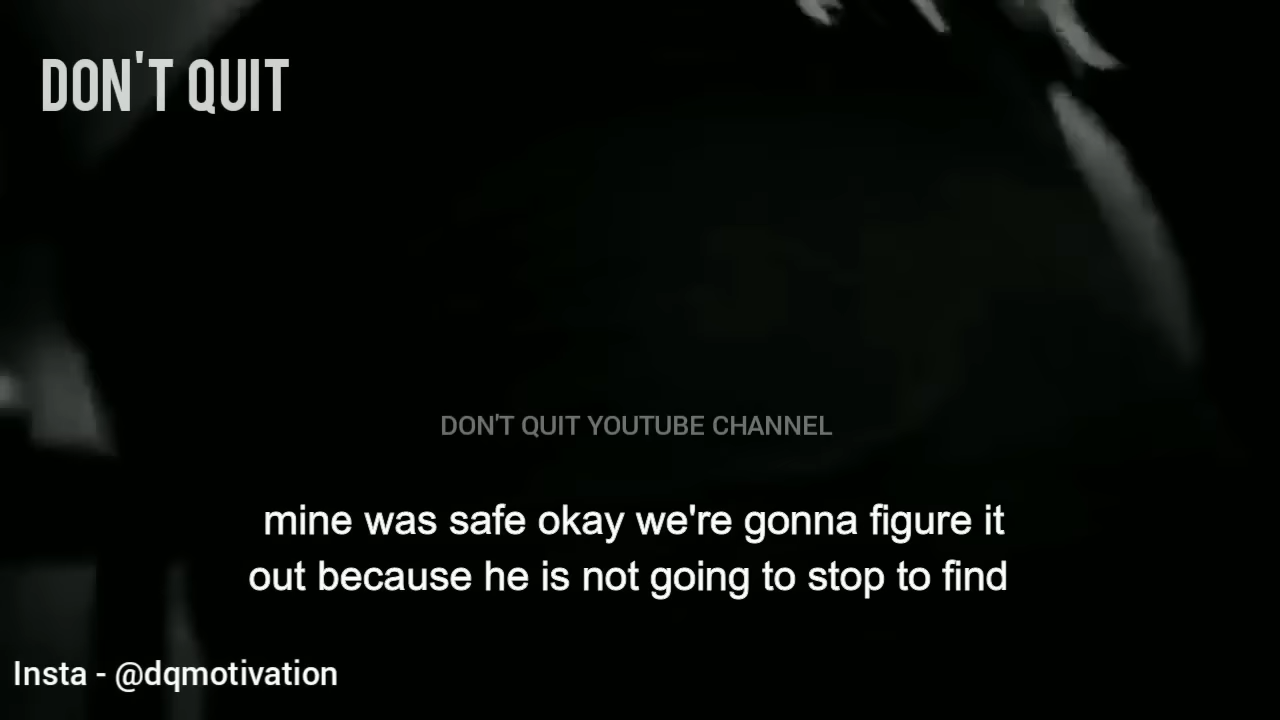 DON'T QUIT
DON'T QUIT YOUTUBE CHANNEL
mine was safe okay we're gonna figure it
out because he is not going to stop to find
Insta - @dqmotivation